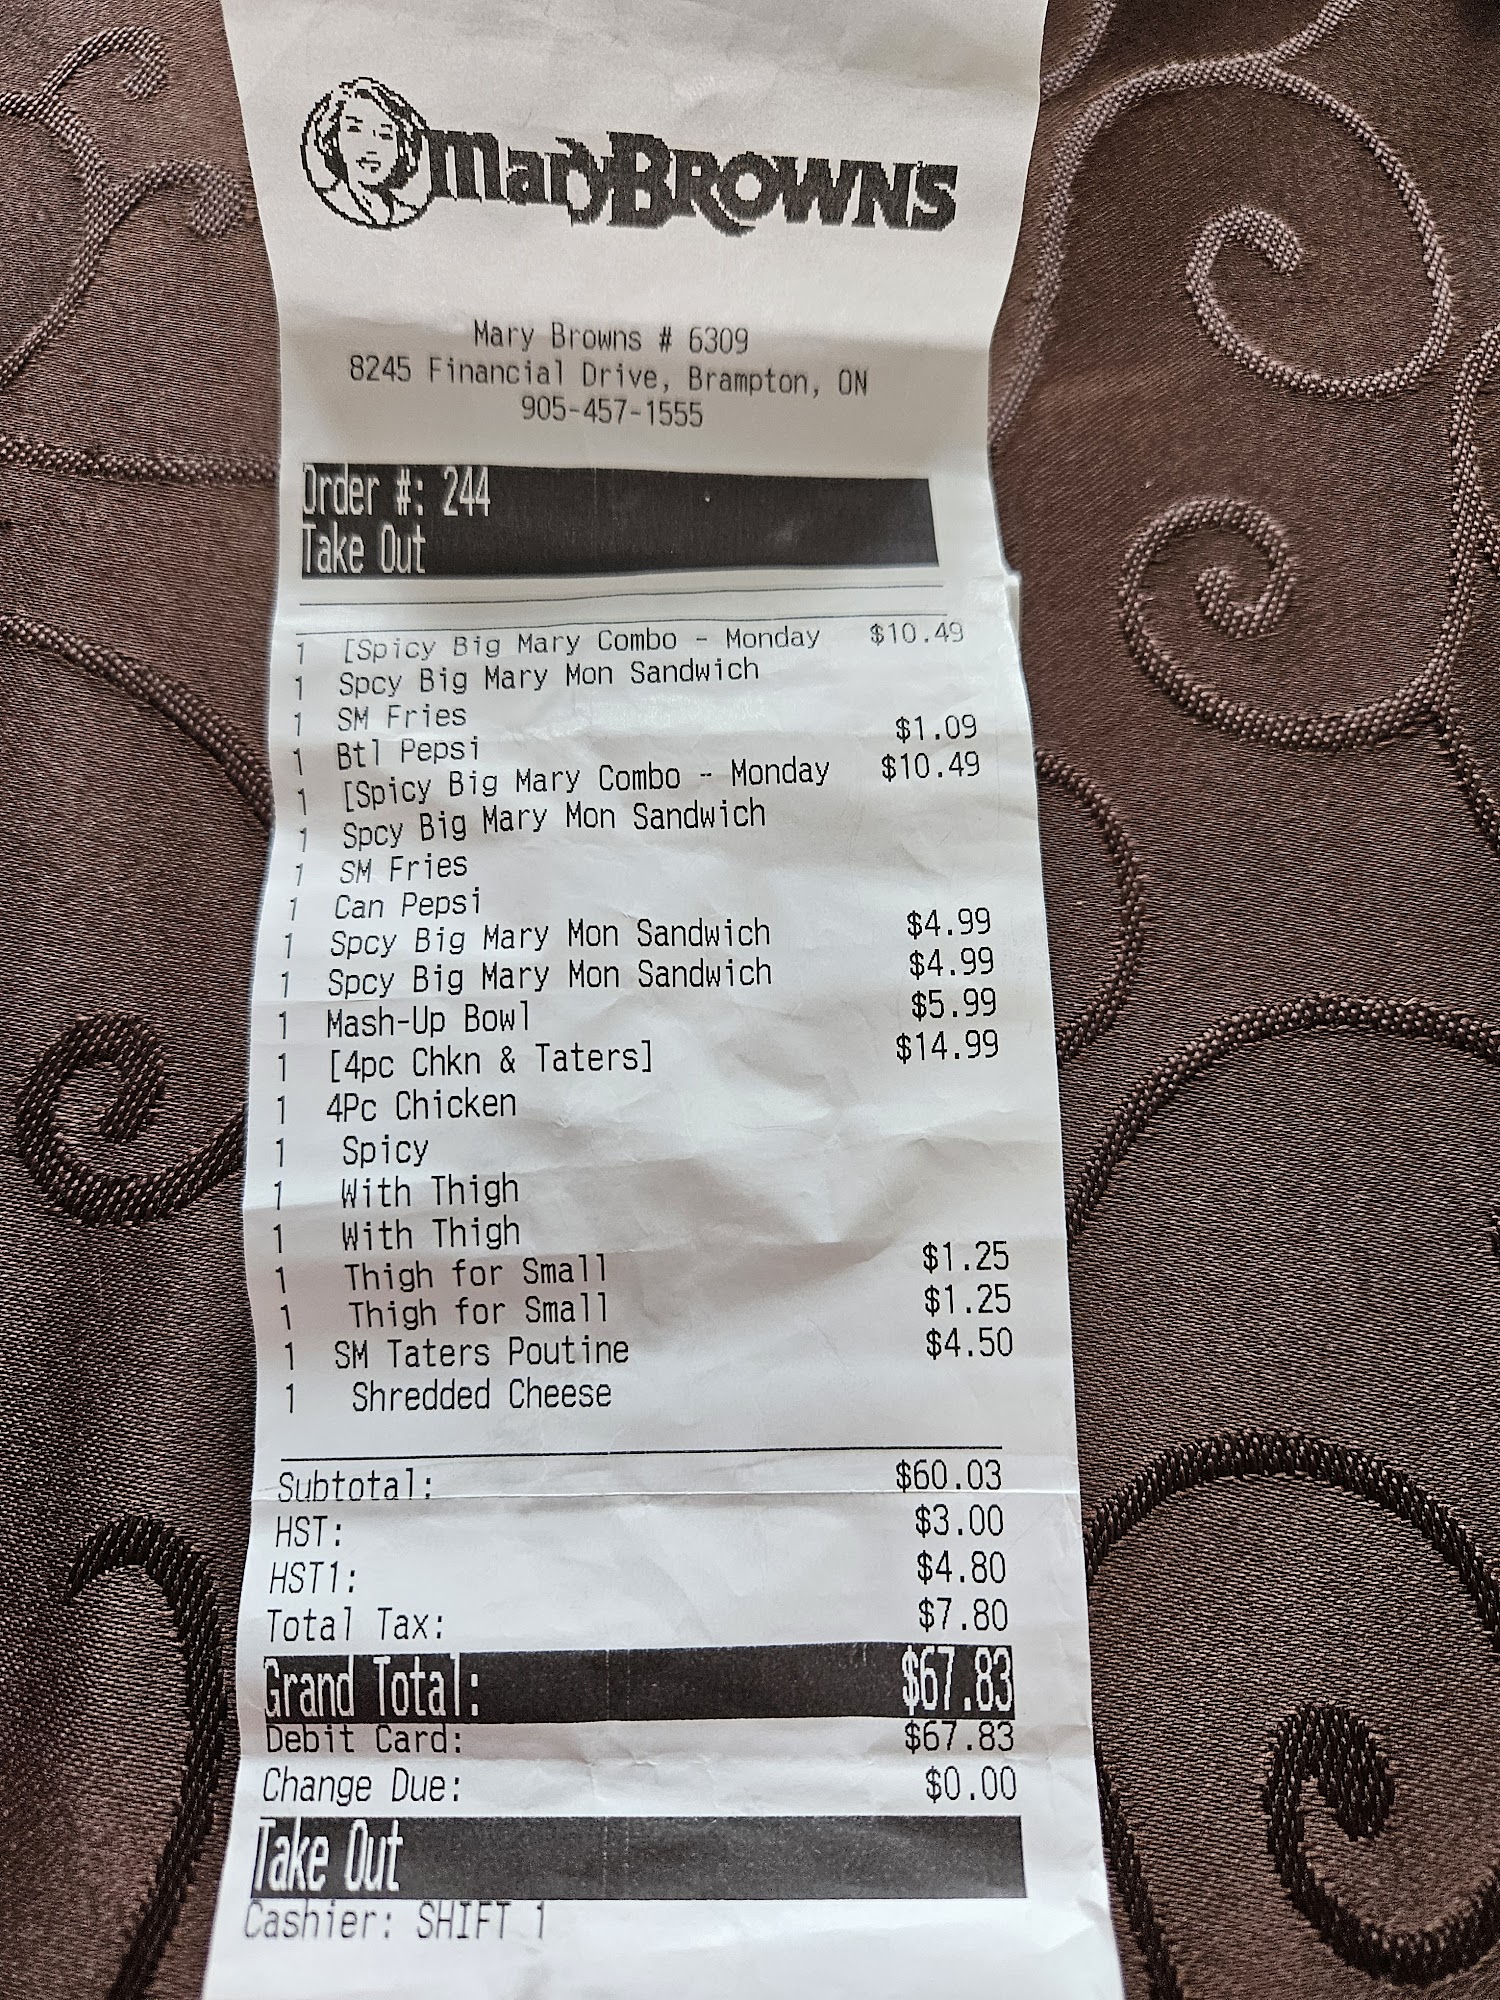 Mary BROWNS
Mary Browns # 6309
8245 Financial Drive, Brampton, ON
905-457-1555
Order #: 244
Take Out
1 [Spicy Big Mary Combo - Monday $10.49
1 Spcy Big Mary Mon Sandwich
1 SM Fries
1 Btl Pepsi $1.09
1 [Spicy Big Mary Combo - Monday $10.49
1 Spcy Big Mary Mon Sandwich
1 SM Fries
1 Can Pepsi
1 Spcy Big Mary Mon Sandwich $4.99
1 Spcy Big Mary Mon Sandwich $4.99
1 Mash-Up Bowl $5.99
1 [4pc Chkn & Taters] $14.99
1 4Pc Chicken
1 Spicy
1 With Thigh
1 With Thigh
1 Thigh for Small $1.25
1 Thigh for Small $1.25
1 SM Taters Poutine $4.50
1 Shredded Cheese
Subtotal: $60.03
HST: $3.00
HST1: $4.80
Total Tax: $7.80
Grand Total: $67.83
Debit Card: $67.83
Change Due: $0.00
Take Out
Cashier: SHIFT 1